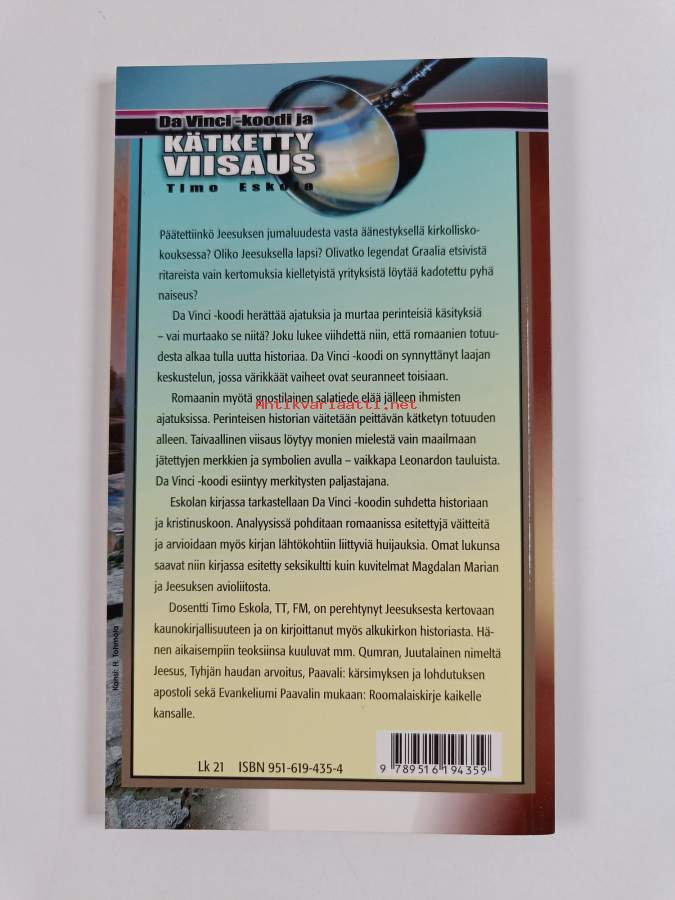 Da Vinci -koodi ja
KÄTKETTY
VIISAUS
Timo Eskola
Päätettiinkö Jeesuksen jumaluudesta vasta äänestyksellä kirkollisko-
kouksessa? Oliko Jeesuksella lapsi? Olivatko legendat Graalia etsivistä
ritareista vain kertomuksia kielletyistä yrityksistä löytää kadotettu pyhä
naiseus?
Da Vinci -koodi herättää ajatuksia ja murtaa perinteisiä käsityksiä
– vai murtaako se niitä? Joku lukee viihdettä niin, että romaanien totuu-
desta alkaa tulla uutta historiaa. Da Vinci -koodi on synnyttänyt laajan
keskustelun, jossa värikkäät vaiheet ovat seuranneet toisiaan.
Romaanin myötä gnostilainen salatiede elää jälleen ihmisten
Antikvariaatti.net
ajatuksissa. Perinteisen historian väitetään peittävän kätketyn totuuden
alleen. Taivaallinen viisaus löytyy monien mielestä vain maailmaan
jätettyjen merkkien ja symbolien avulla – vaikkapa Leonardon tauluista.
Da Vinci -koodi esiintyy merkitysten paljastajana.
Eskolan kirjassa tarkastellaan Da Vinci -koodin suhdetta historiaan
ja kristinuskoon. Analyysissä pohditaan romaanissa esitettyjä väitteitä
ja arvioidaan myös kirjan lähtökohtiin liittyviä huijauksia. Omat lukunsa
saavat niin kirjassa esitetty seksikultti kuin kuvitelmat Magdalan Marian
ja Jeesuksen avioliitosta.
Dosentti Timo Eskola, TT, FM, on perehtynyt Jeesuksesta kertovaan
kaunokirjallisuuteen ja on kirjoittanut myös alkukirkon historiasta. Hä-
nen aikaisempiin teoksiinsa kuuluvat mm. Qumran, Juutalainen nimeltä
Jeesus, Tyhjän haudan arvoitus, Paavali: kärsimyksen ja lohdutuksen
apostoli sekä Evankeliumi Paavalin mukaan: Roomalaiskirje kaikelle
kansalle.
Kansi: R. Tohmola
Lk 21 ISBN 951-619-435-4
9 789516 194359